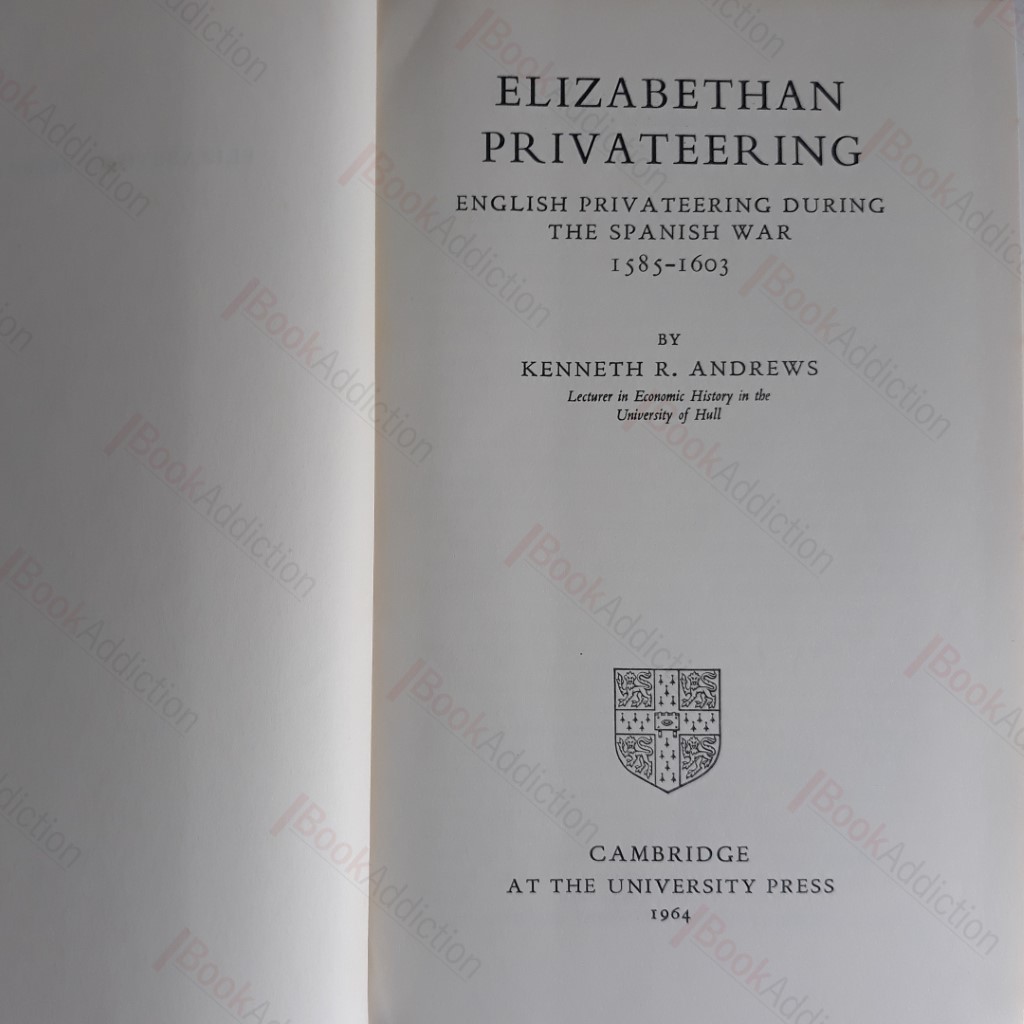 ELIZABETHAN
PRIVATEERING
ENGLISH PRIVATEERING DURING
THE SPANISH WAR
1585–1603
BY
KENNETH R. ANDREWS
Lecturer in Economic History in the
University of Hull
CAMBRIDGE
AT THE UNIVERSITY PRESS
1964
BookAddiction